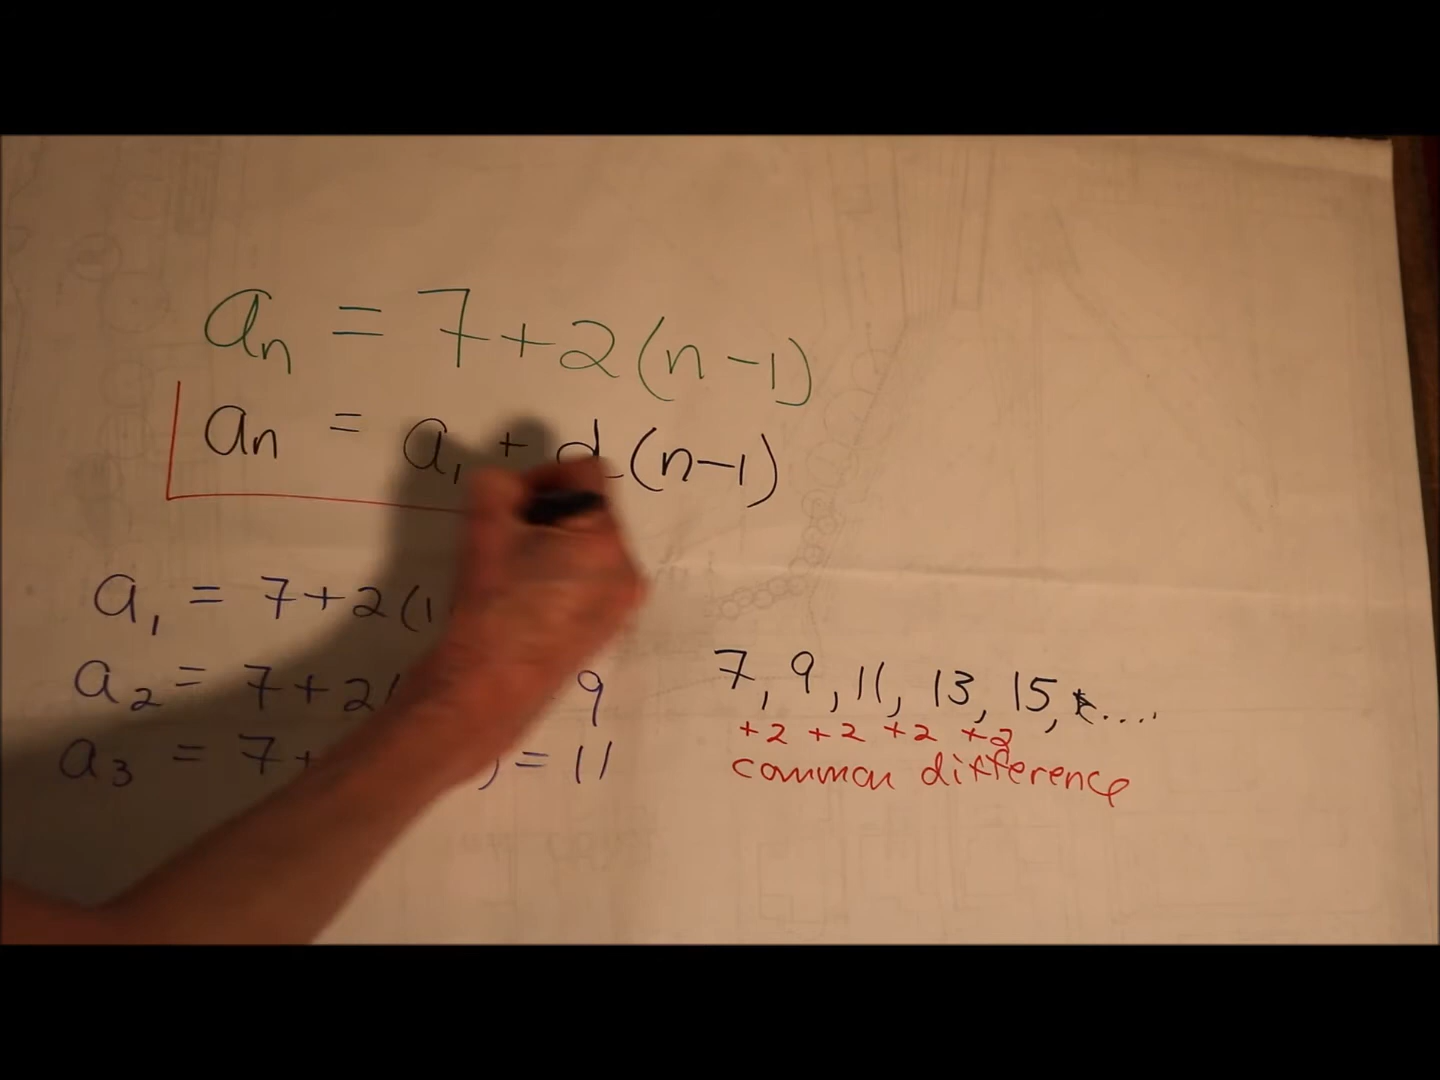 an = 7+2(n-1)
an = a1 + d(n-1)
a1 = 7+2(1
a2 = 7+2( 9
a3 = 7+ ) = 11
7, 9, 11, 13, 15, ....
+2 +2 +2 +2
common difference